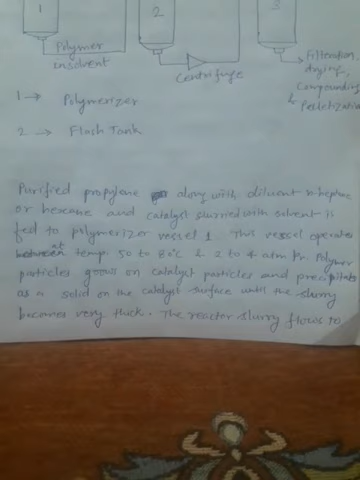 1
2
3
Polymer
insolvent
Centrifuge
Filtration,
drying,
Compounding
& Pelletization
1 → Polymerizer
2 → Flash Tank
Purified propylene along with diluent n heptane
or hexane and catalyst slurried with solvent is
fed to polymerizer vessel 1. This vessel operates
at temp. 50 to 80°C & 2 to 4 atm Pr. Polymer
particles grows on catalyst particles and precipitate
as a solid on the catalyst surface until the slurry
becomes very thick. The reactor slurry flows to